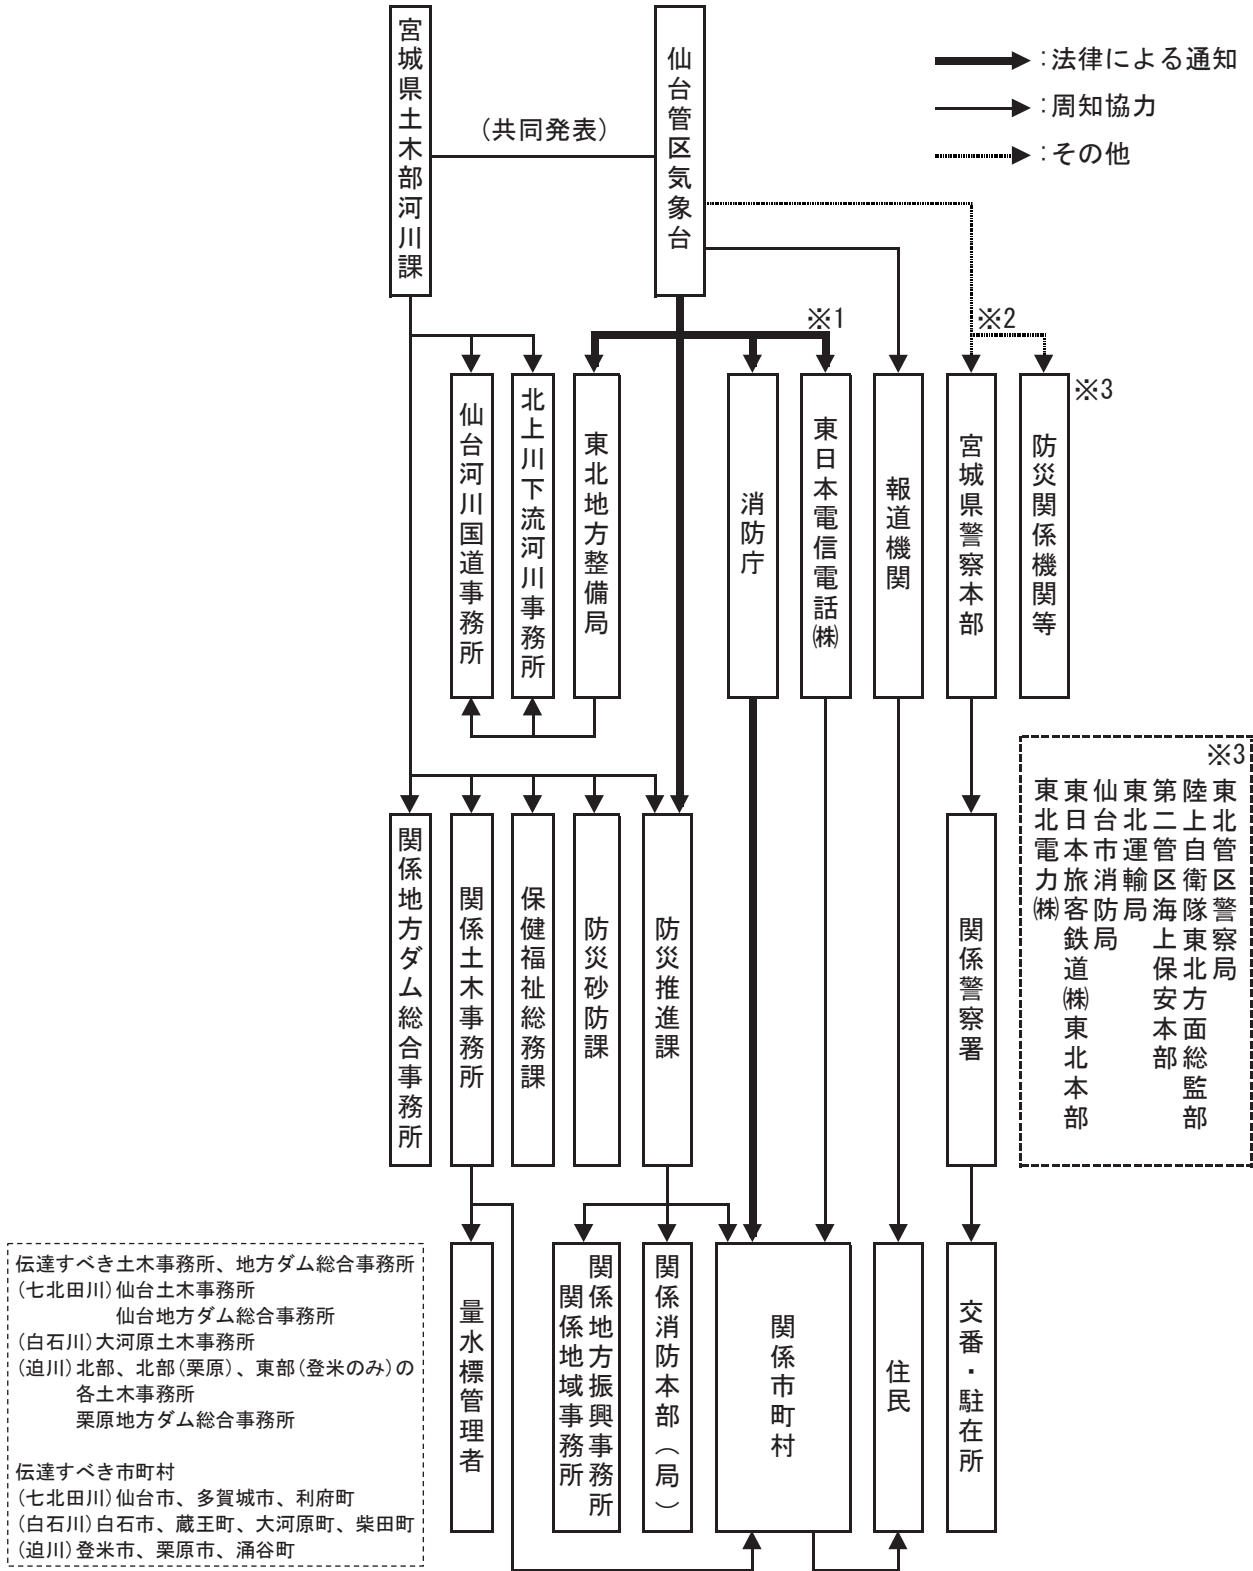 宮城県土木部河川課
(共同発表)
仙台管区気象台
:法律による通知
:周知協力
:その他
※1
※2
仙台河川国道事務所
北上川下流河川事務所
東北地方整備局
消防庁
東日本電信電話㈱
報道機関
宮城県警察本部
防災関係機関等
※3
関係地方ダム総合事務所
関係土木事務所
保健福祉総務課
防災砂防課
防災推進課
関係警察署
※3
東北管区警察局
陸上自衛隊東北方面総監部
第二管区海上保安本部
東北運輸局
仙台市消防局
東日本旅客鉄道㈱東北本部
東北電力㈱
量水標管理者
関係地方振興事務所
関係地域事務所
関係消防本部(局)
関係市町村
住民
交番・駐在所
伝達すべき土木事務所、地方ダム総合事務所
(七北田川)仙台土木事務所
仙台地方ダム総合事務所
(白石川)大河原土木事務所
(迫川)北部、北部(栗原)、東部(登米のみ)の
各土木事務所
栗原地方ダム総合事務所
伝達すべき市町村
(七北田川)仙台市、多賀城市、利府町
(白石川)白石市、蔵王町、大河原町、柴田町
(迫川)登米市、栗原市、涌谷町